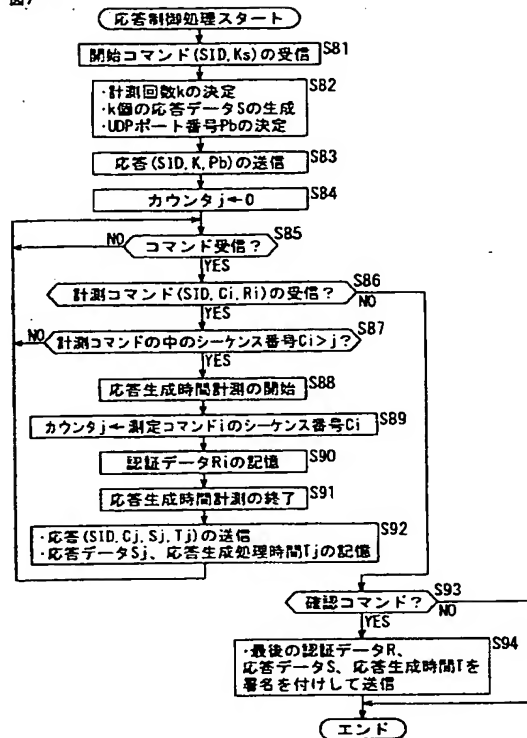 図7
応答制御処理スタート
S81
開始コマンド(SID,Ks)の受信
S82
・計測回数kの決定
・k個の応答データSの生成
・UDPポート番号Pbの決定
S83
応答(SID,K,Pb)の送信
S84
カウンタj←0
S85
NO
コマンド受信?
YES
S86
計測コマンド(SID,Ci,Ri)の受信?
NO
YES
S87
NO
計測コマンドの中のシーケンス番号Ci>j?
YES
S88
応答生成時間計測の開始
S89
カウンタj←測定コマンドiのシーケンス番号Ci
S90
認証データRiの記憶
S91
応答生成時間計測の終了
S92
・応答(SID,Cj,Sj,Tj)の送信
・応答データSj、応答生成処理時間Tjの記憶
S93
確認コマンド?
NO
YES
S94
・最後の認証データR、
応答データS、応答生成時間Tを
署名を付けして送信
エンド